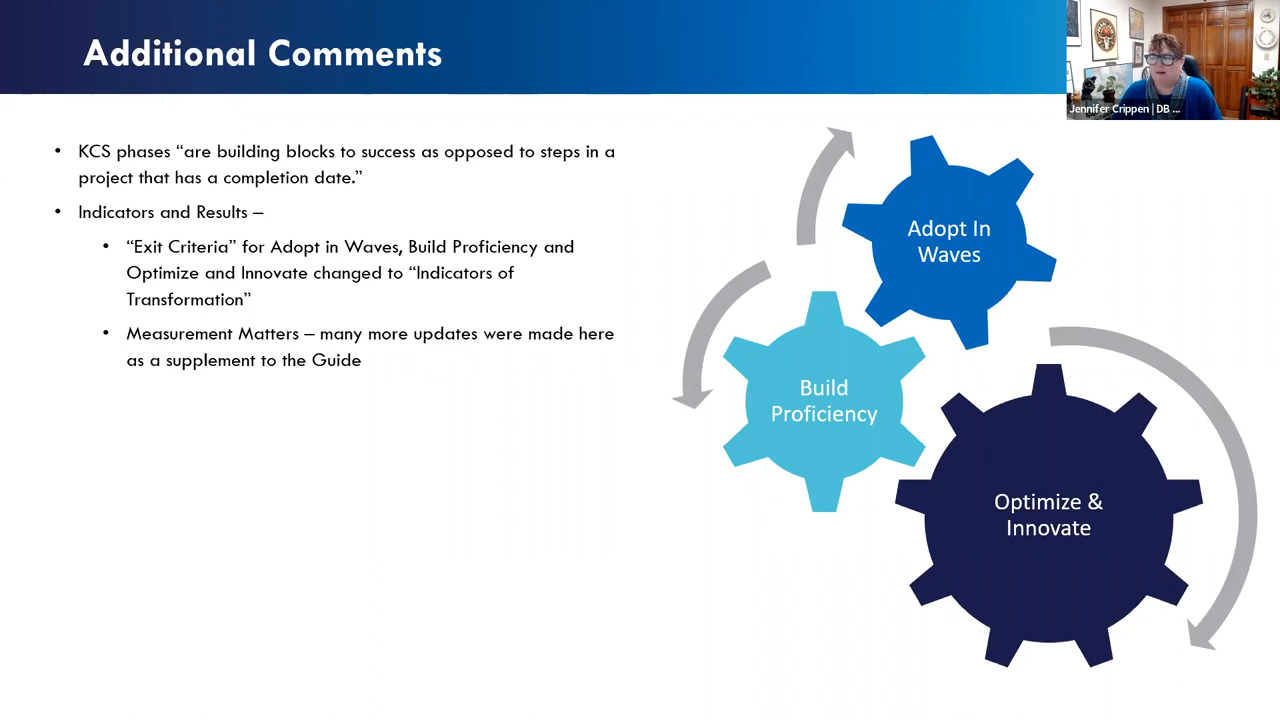 Additional Comments
Jennifer Crippen | DB ...
• KCS phases “are building blocks to success as opposed to steps in a
project that has a completion date.”
• Indicators and Results –
• “Exit Criteria” for Adopt in Waves, Build Proficiency and
Optimize and Innovate changed to “Indicators of
Transformation”
• Measurement Matters – many more updates were made here
as a supplement to the Guide
Adopt In
Waves
Build
Proficiency
Optimize &
Innovate